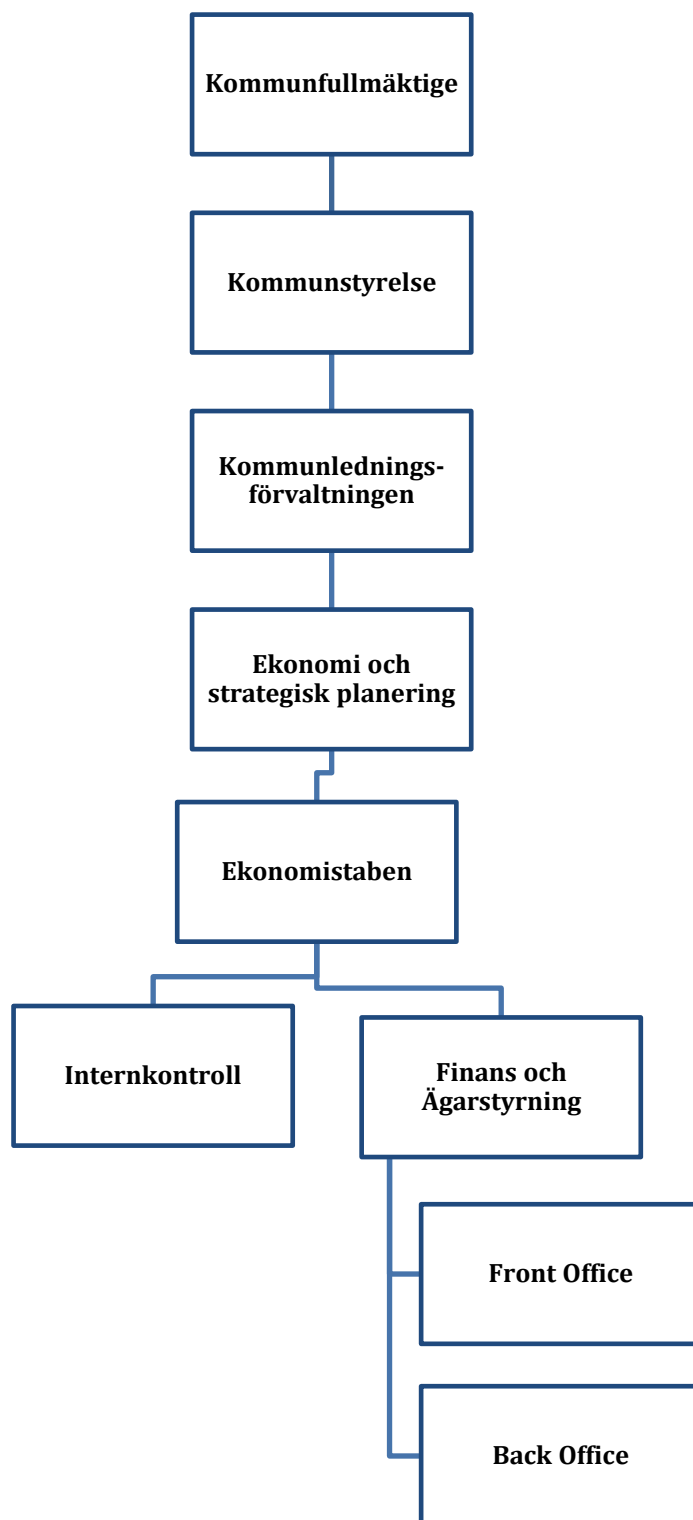 Kommunfullmäktige
Kommunstyrelse
Kommunlednings-
förvaltningen
Ekonomi och
strategisk planering
Ekonomistaben
Internkontroll
Finans och
Ägarstyrning
Front Office
Back Office